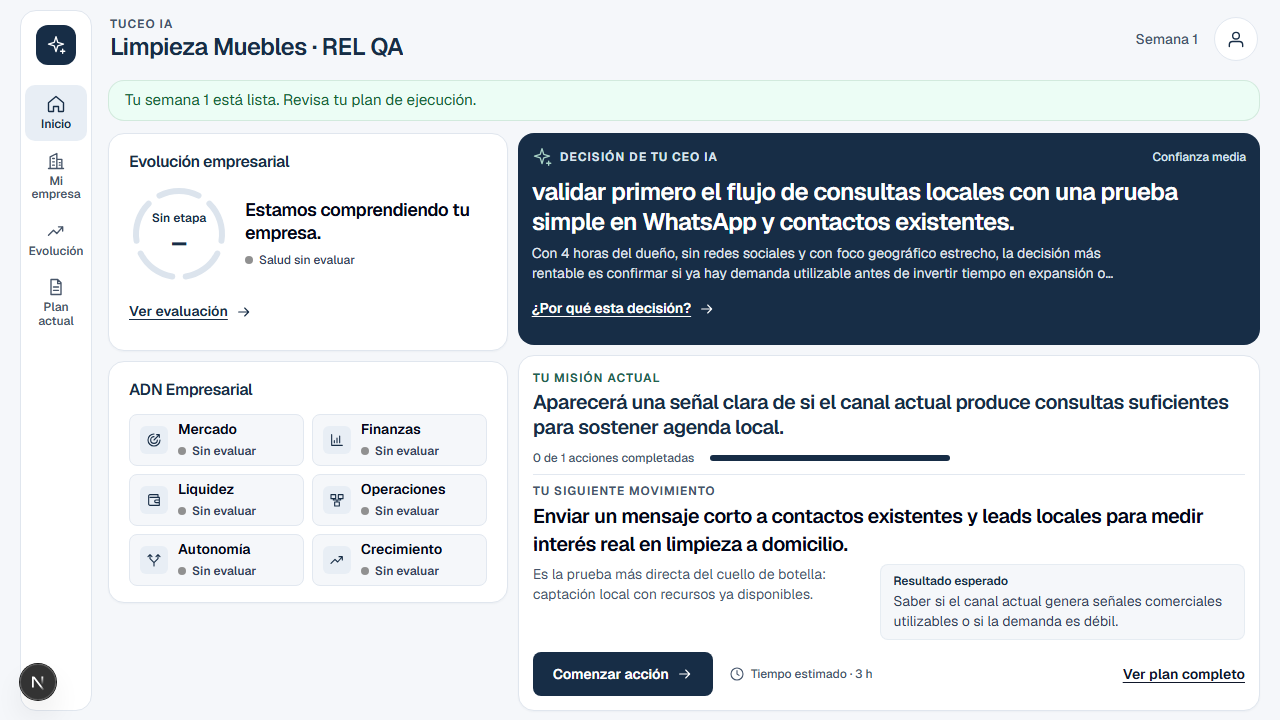 TUCEO IA
Limpieza Muebles · REL QA
Semana 1
Inicio
Mi
empresa
Evolución
Plan
actual
Tu semana 1 está lista. Revisa tu plan de ejecución.
Evolución empresarial
Sin etapa
–
Estamos comprendiendo tu
empresa.
Salud sin evaluar
Ver evaluación →
ADN Empresarial
Mercado
Sin evaluar
Finanzas
Sin evaluar
Liquidez
Sin evaluar
Operaciones
Sin evaluar
Autonomía
Sin evaluar
Crecimiento
Sin evaluar
DECISIÓN DE TU CEO IA
Confianza media
validar primero el flujo de consultas locales con una prueba
simple en WhatsApp y contactos existentes.
Con 4 horas del dueño, sin redes sociales y con foco geográfico estrecho, la decisión más
rentable es confirmar si ya hay demanda utilizable antes de invertir tiempo en expansión o…
¿Por qué esta decisión? →
TU MISIÓN ACTUAL
Aparecerá una señal clara de si el canal actual produce consultas suficientes
para sostener agenda local.
0 de 1 acciones completadas
TU SIGUIENTE MOVIMIENTO
Enviar un mensaje corto a contactos existentes y leads locales para medir
interés real en limpieza a domicilio.
Es la prueba más directa del cuello de botella:
captación local con recursos ya disponibles.
Resultado esperado
Saber si el canal actual genera señales comerciales
utilizables o si la demanda es débil.
Comenzar acción →
Tiempo estimado · 3 h
Ver plan completo
N